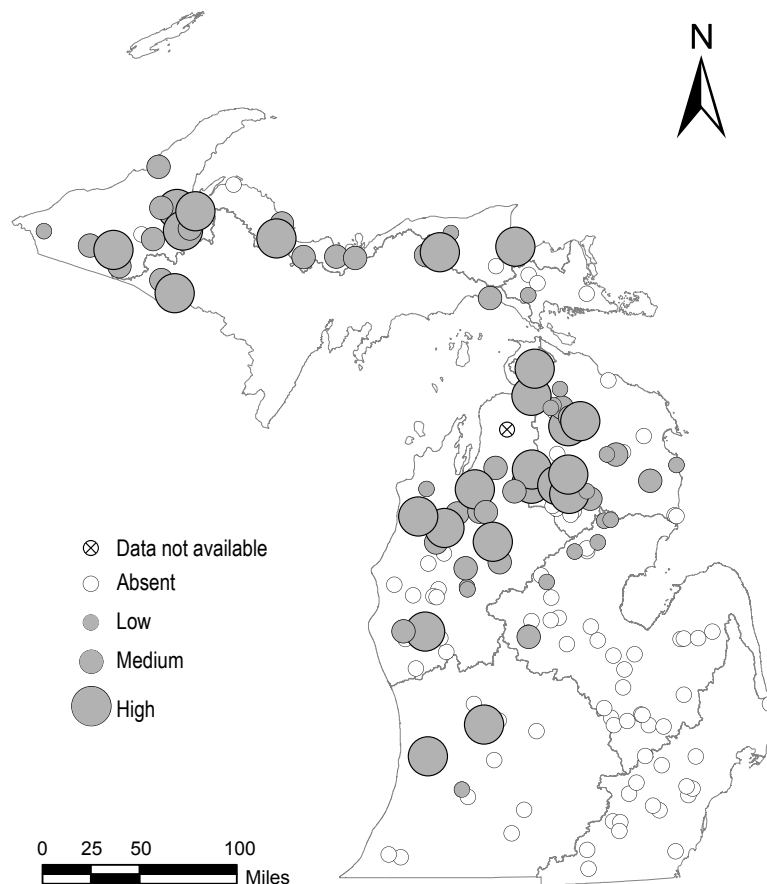 N
Data not available
Absent
Low
Medium
High
0 25 50 100
Miles